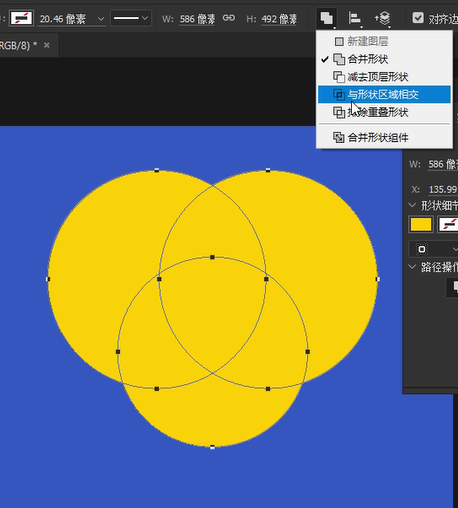 20.46 像素
W: 586 像素
H: 492 像素
对齐边
RGB/8) * ×
新建图层
合并形状
减去顶层形状
与形状区域相交
除重叠形状
合并形状组件
W: 586 像
X: 135.99
形状细节
路径操作